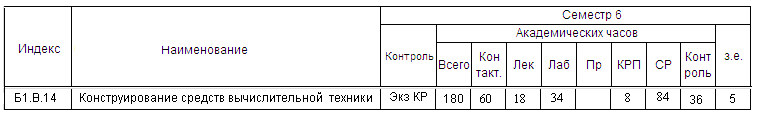 Семестр 6
Академических часов
Индекс Наименование Контроль Всего Кон такт. Лек Лаб Пр КРП СР Конт роль з.е.
Б1.В.14 Конструирование средств вычислительной техники Экз КР 180 60 18 34 8 84 36 5